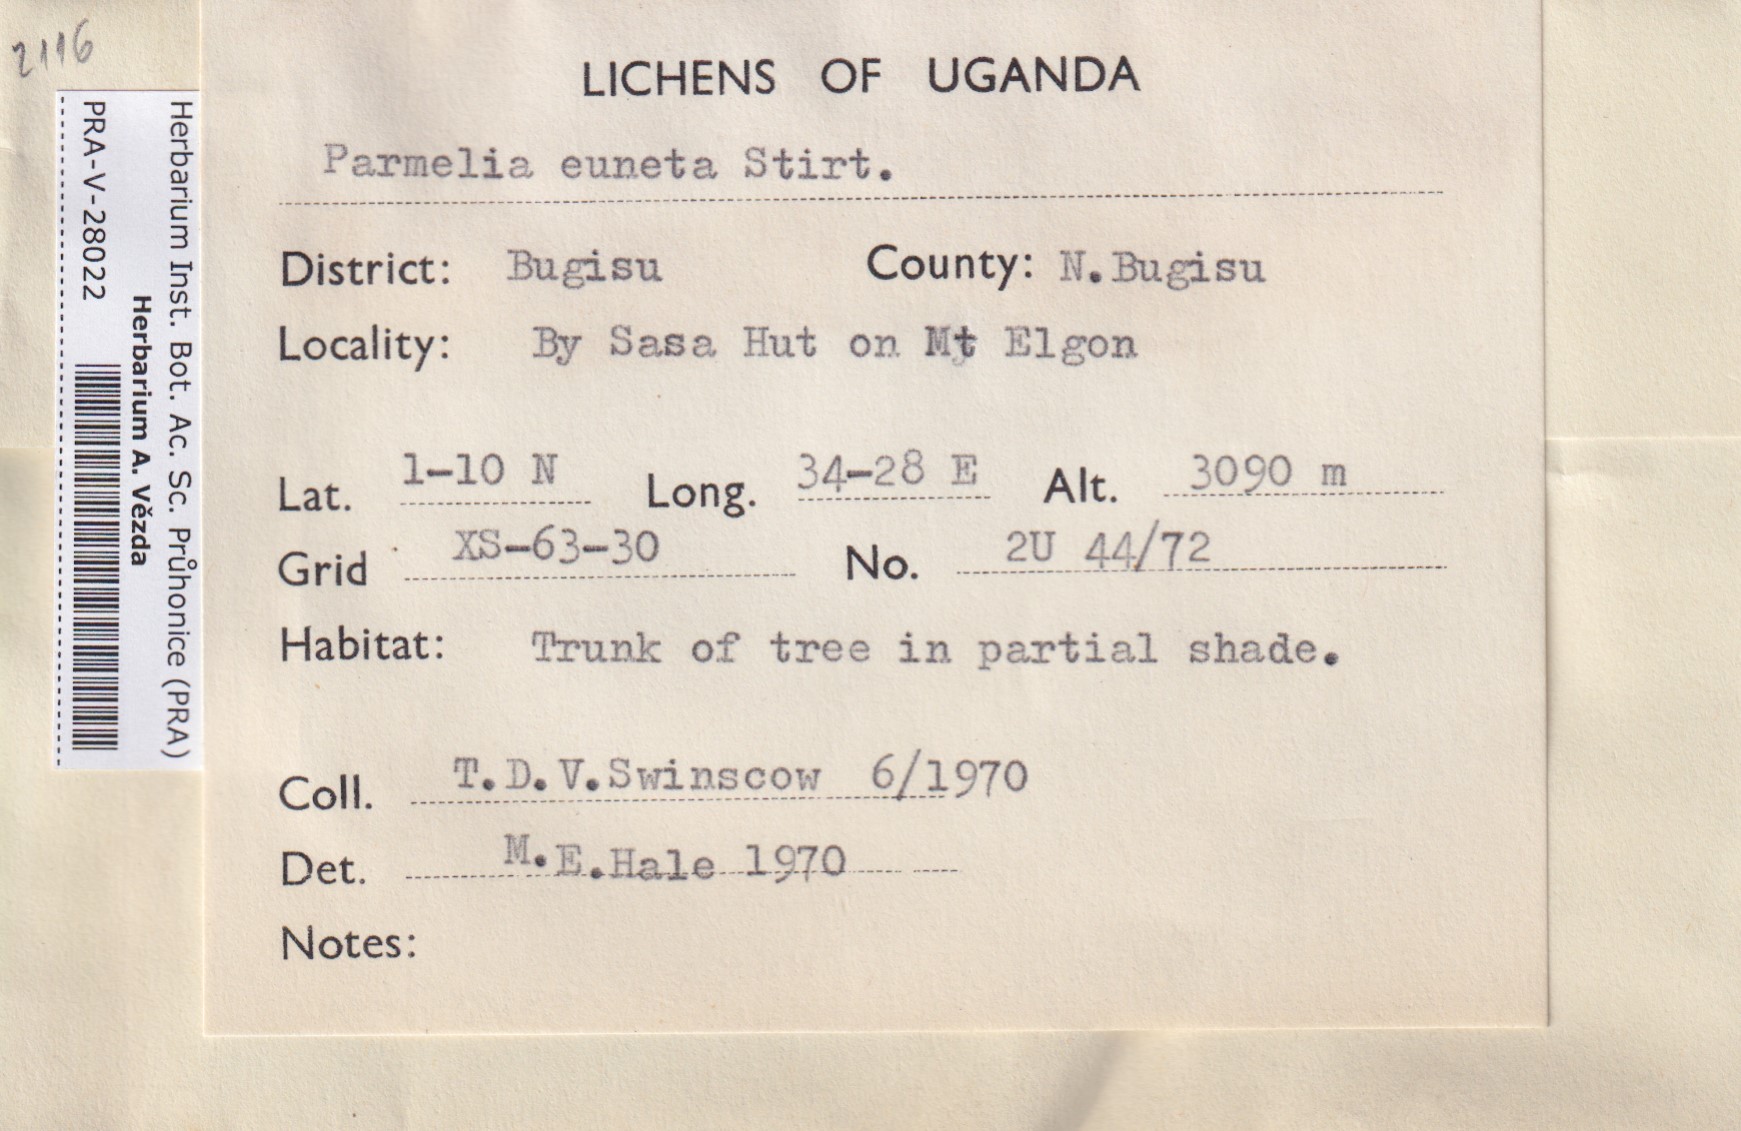 2116
Herbarium Inst. Bot. Ac. Sc. Průhonice (PRA)
Herbarium A. Vězda
PRA-V-28022
LICHENS OF UGANDA
Parmelia euneta Stirt.
District: Bugisu County: N.Bugisu
Locality: By Sasa Hut on Mt Elgon
Lat. 1-10 N Long. 34-28 E Alt. 3090 m
Grid XS-63-30 No. 2U 44/72
Habitat: Trunk of tree in partial shade.
Coll. T.D.V.Swinscow 6/1970
Det. M.E.Hale 1970
Notes: